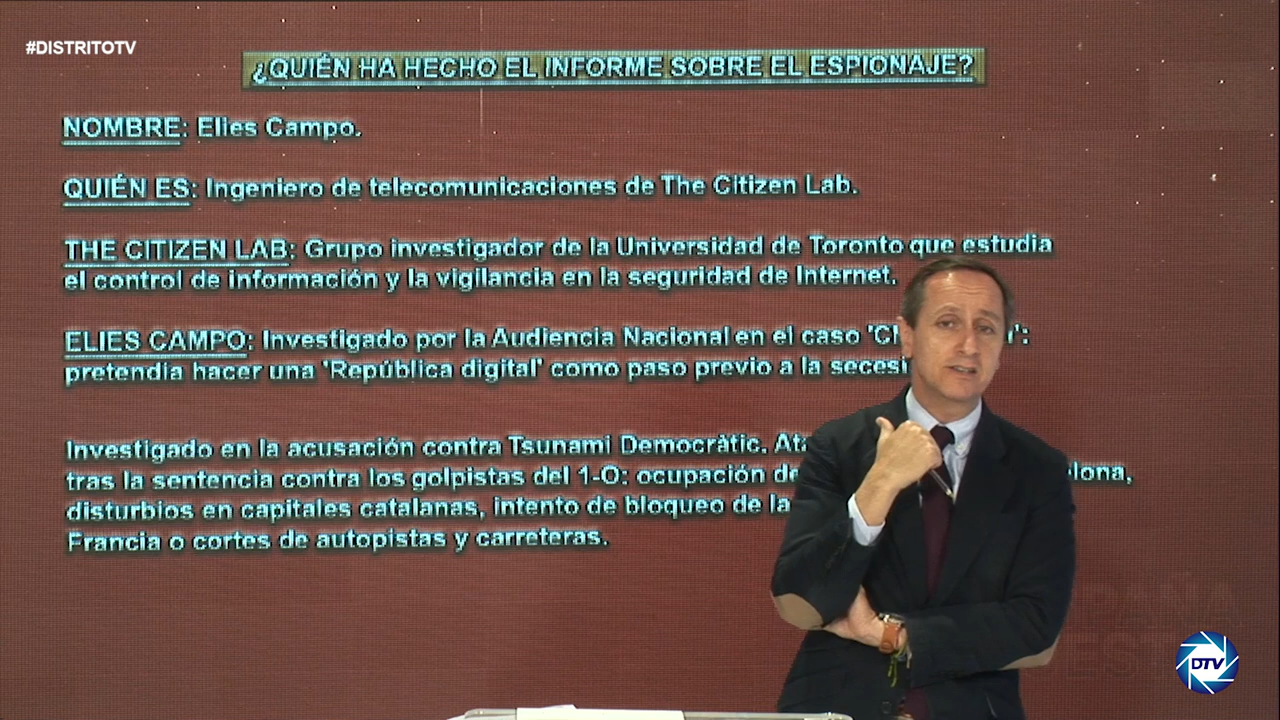 #DISTRITOTV
¿QUIÉN HA HECHO EL INFORME SOBRE EL ESPIONAJE?
NOMBRE: Elies Campo.
QUIÉN ES: Ingeniero de telecomunicaciones de The Citizen Lab.
THE CITIZEN LAB: Grupo investigador de la Universidad de Toronto que estudia
el control de información y la vigilancia en la seguridad de Internet.
ELIES CAMPO: Investigado por la Audiencia Nacional en el caso
pretendía hacer una 'República digital' como paso previo a la
Investigado en la acusación contra Tsunami Democràtic.
tras la sentencia contra los golpistas del 1-O: ocupación
disturbios en capitales catalanas, intento de bloqueo de la
Francia o cortes de autopistas y carreteras.
DTV